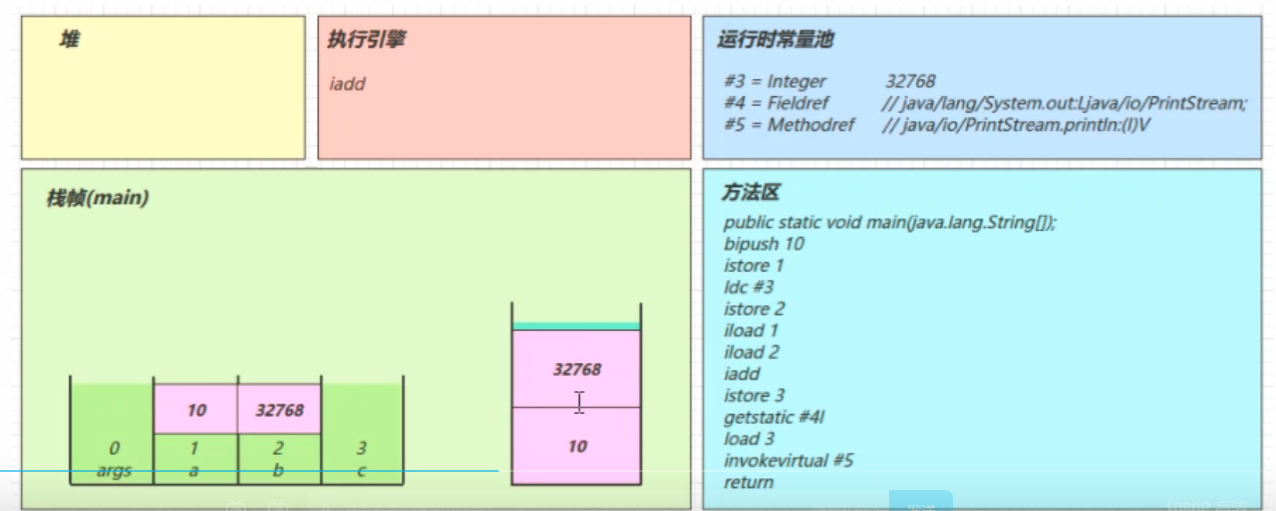 堆
执行引擎
iadd
运行时常量池
#3 = Integer 32768
#4 = Fieldref // java/lang/System.out:Ljava/io/PrintStream;
#5 = Methodref // java/io/PrintStream.println:(I)V
栈帧(main)
10 32768
0 1 2 3
args a b c
32768
10
方法区
public static void main(java.lang.String[]);
bipush 10
istore 1
ldc #3
istore 2
iload 1
iload 2
iadd
istore 3
getstatic #4l
load 3
invokevirtual #5
return
发送